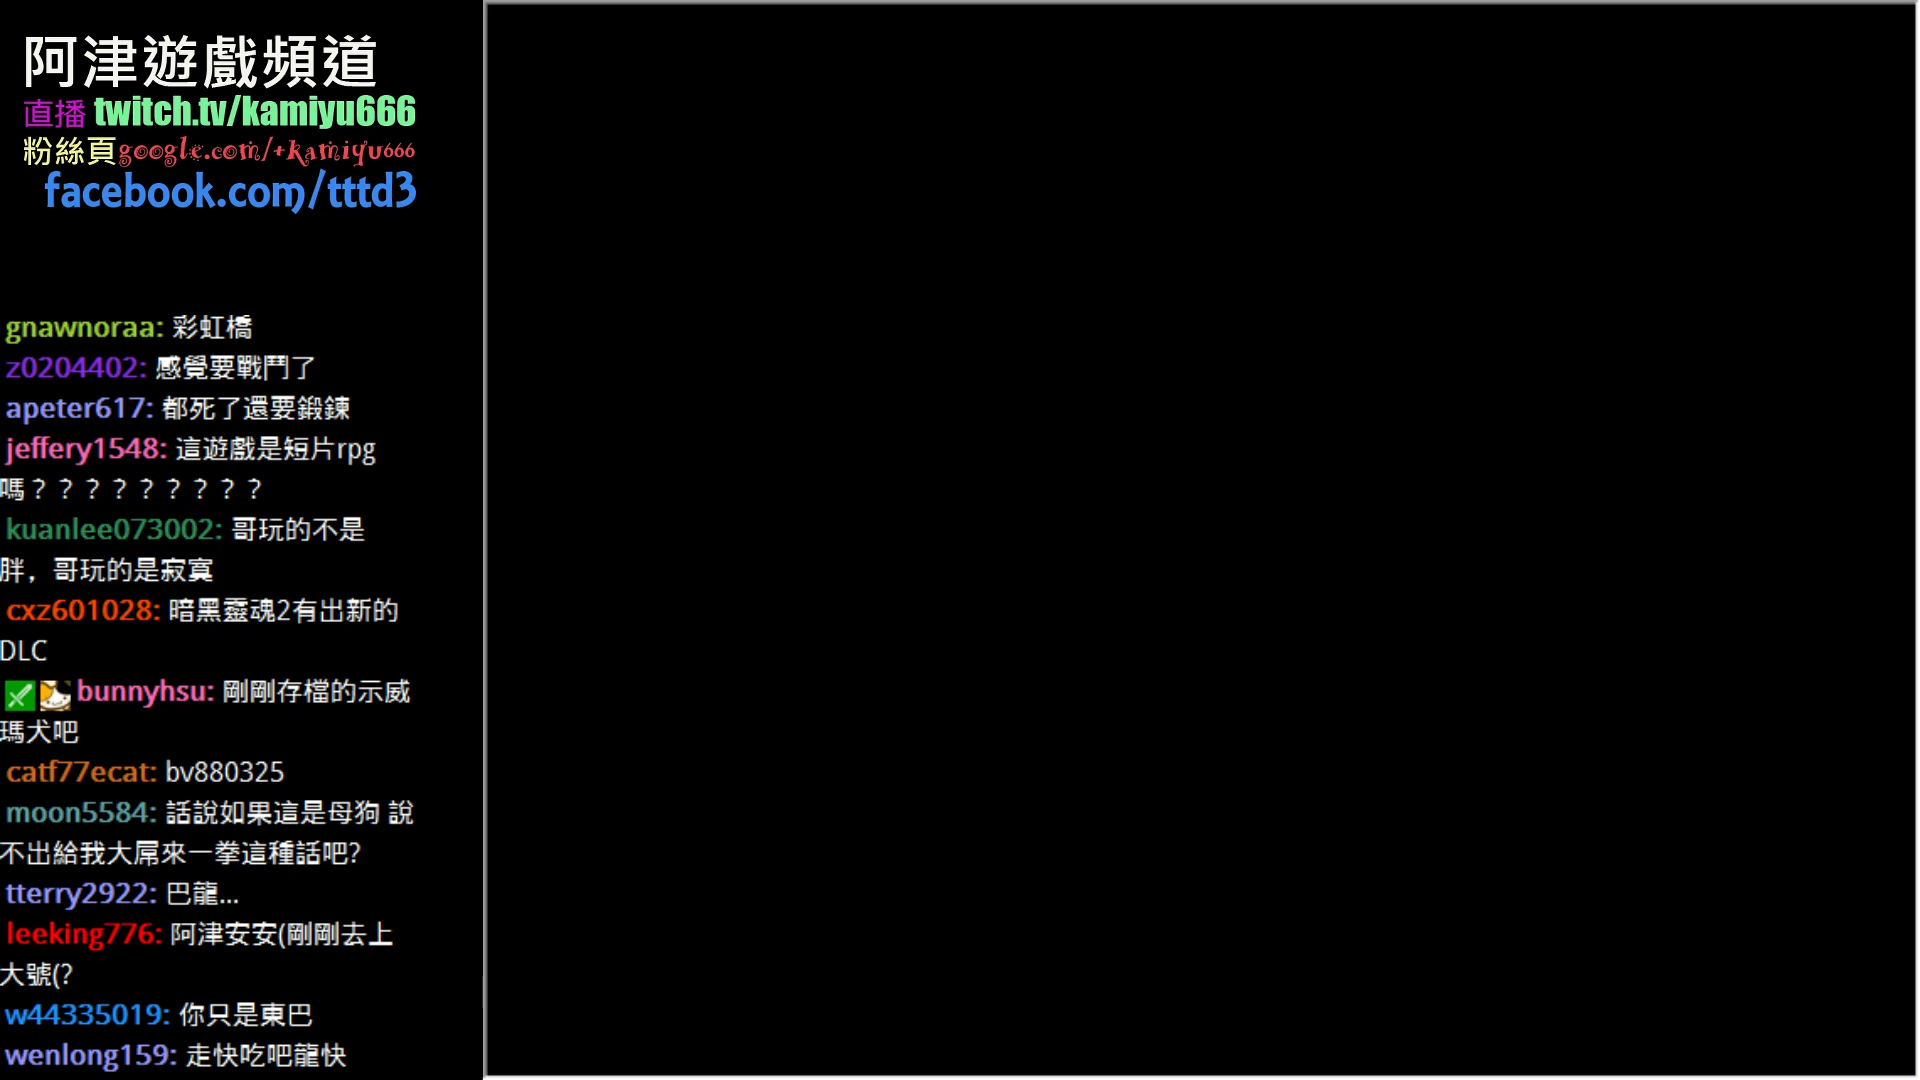 阿津遊戲頻道
直播 twitch.tv/kamiyu666
粉絲頁google.com/+kamiyu666
facebook.com/tttd3
gnawnoraa: 彩虹橋
z0204402: 感覺要戰鬥了
apeter617: 都死了還要鍛鍊
jeffery1548: 這遊戲是短片rpg
嗎？？？？？？？？？
kuanlee073002: 哥玩的不是
胖，哥玩的是寂寞
cxz601028: 暗黑靈魂2有出新的
DLC
bunnyhsu: 剛剛存檔的示威
瑪犬吧
catf77ecat: bv880325
moon5584: 話說如果這是母狗 說
不出給我大屌來一拳這種話吧?
tterry2922: 巴龍...
leeking776: 阿津安安(剛剛去上
大號(?
w44335019: 你只是東巴
wenlong159: 走快吃吧龍快